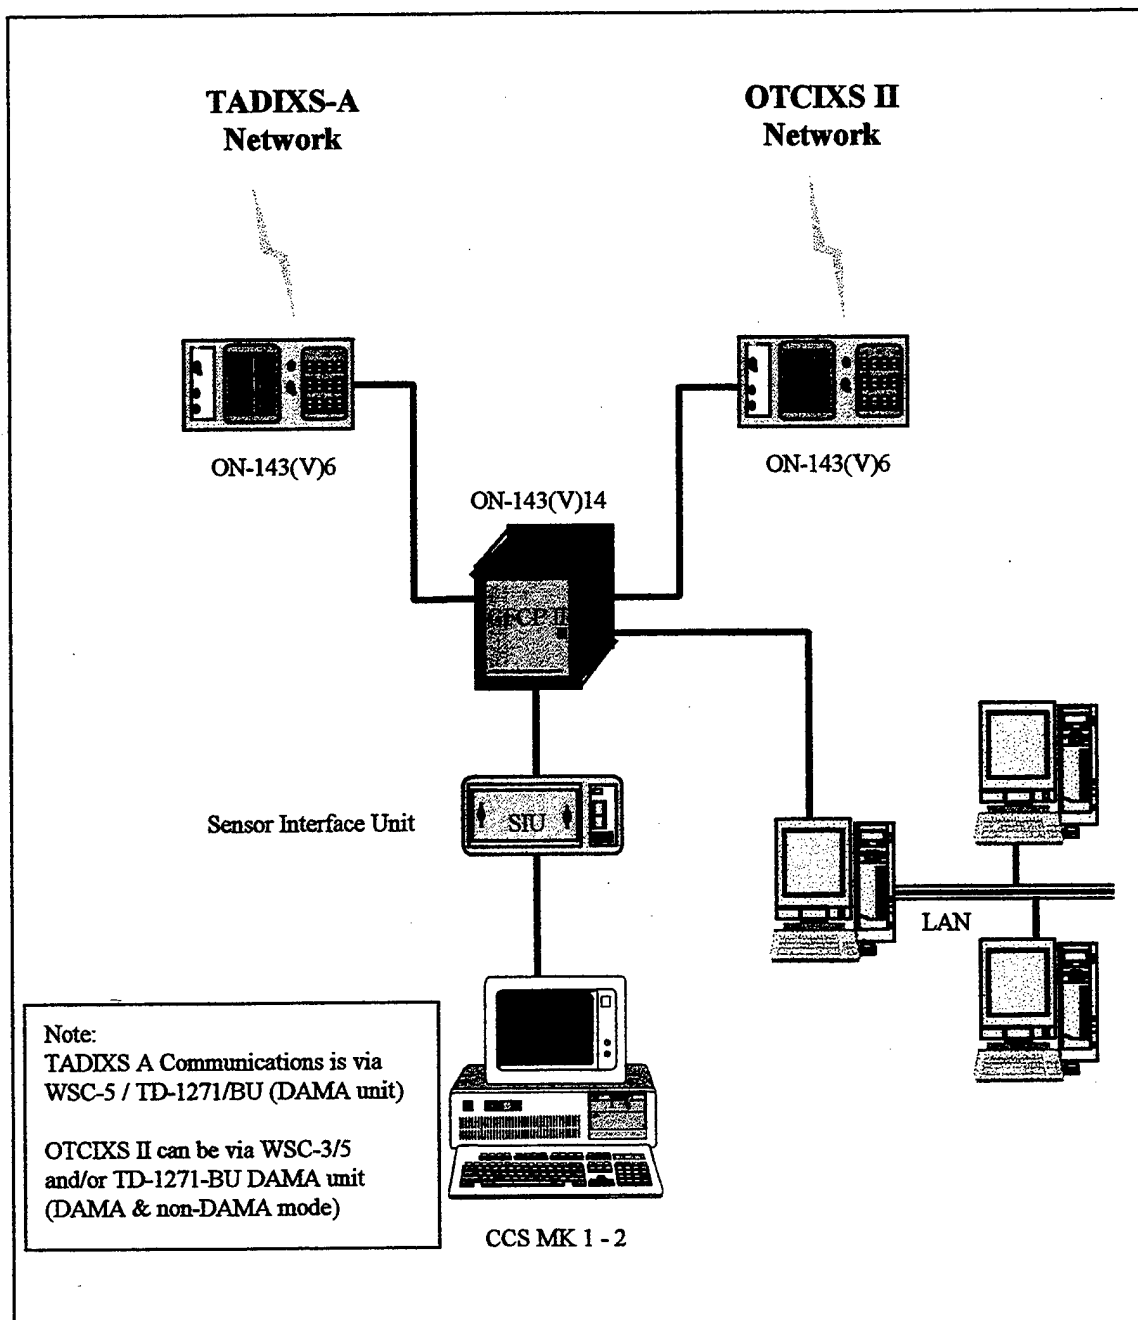 TADIXS-A
Network
OTCIXS II
Network
ON-143(V)6
ON-143(V)6
ON-143(V)14
GFCP II
Sensor Interface Unit
SIU
LAN
Note:
TADIXS A Communications is via
WSC-5 / TD-1271/BU (DAMA unit)
OTCIXS II can be via WSC-3/5
and/or TD-1271-BU DAMA unit
(DAMA & non-DAMA mode)
CCS MK 1 - 2